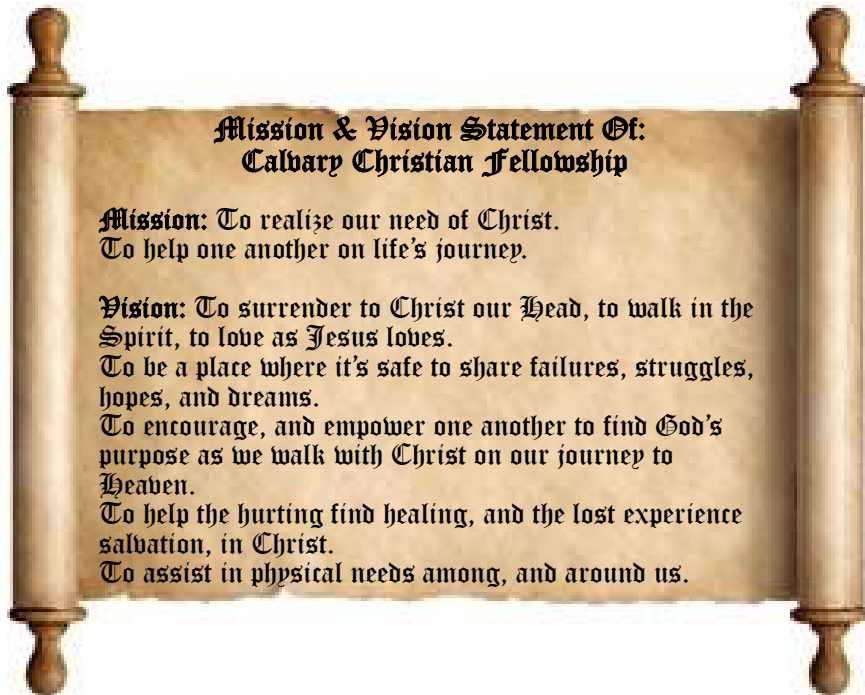 Mission & Vision Statement Of:
Calvary Christian Fellowship
Mission: To realize our need of Christ.
To help one another on life's journey.
Vision: To surrender to Christ our Head, to walk in the
Spirit, to love as Jesus loves.
To be a place where it's safe to share failures, struggles,
hopes, and dreams.
To encourage, and empower one another to find God's
purpose as we walk with Christ on our journey to
Heaven.
To help the hurting find healing, and the lost experience
salvation, in Christ.
To assist in physical needs among, and around us.